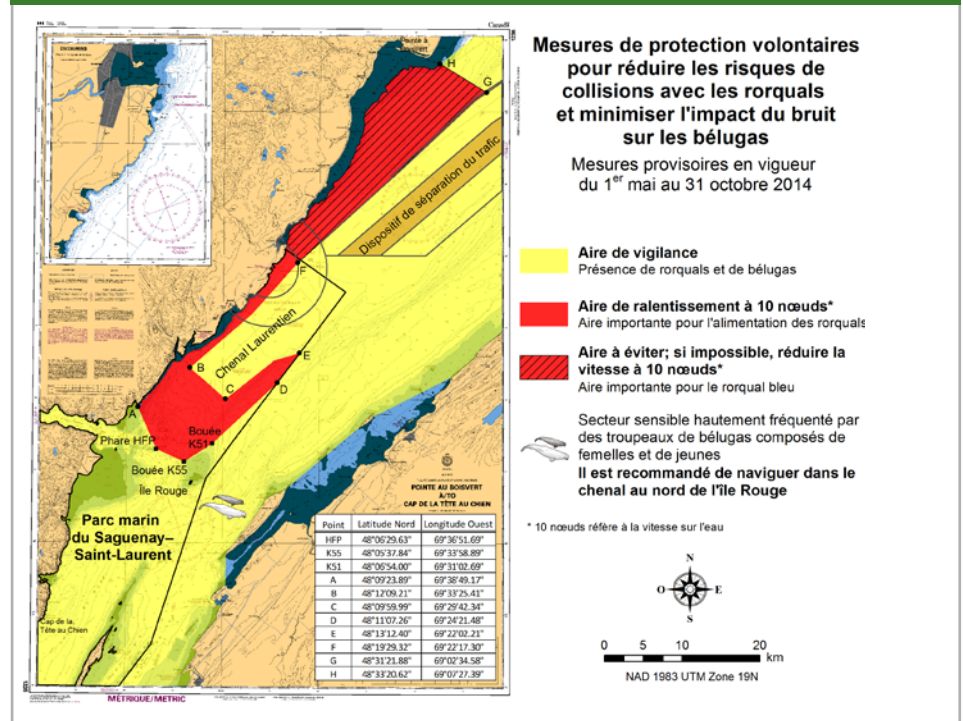 Canada
Pointe à
H
G
Dispositif de séparation du trafic
F
Chenal Laurentien
E
B
D
C
A
Phare HFP
Bouée
K51
Bouée K55
Île Rouge
Parc marin
du Saguenay–
Saint-Laurent
Cap de la
Tête au Chien
POINTE AU BOISVERT
À/TO
CAP DE LA TÊTE AU CHIEN
Point Latitude Nord Longitude Ouest
HFP 48°06'29.63" 69°36'51.69"
K55 48°05'37.84" 69°33'58.89"
K51 48°06'54.00" 69°31'02.69"
A 48°09'23.89" 69°38'49.17"
B 48°12'09.21" 69°33'25.41"
C 48°09'59.99" 69°29'42.34"
D 48°11'07.26" 69°24'21.48"
E 48°13'12.40" 69°22'02.21"
F 48°19'29.32" 69°22'17.30"
G 48°31'21.88" 69°02'34.58"
H 48°33'20.62" 69°07'27.39"
MÉTRIQUE/METRIC
Mesures de protection volontaires
pour réduire les risques de
collisions avec les rorquals
et minimiser l'impact du bruit
sur les bélugas
Mesures provisoires en vigueur
du 1er mai au 31 octobre 2014
Aire de vigilance
Présence de rorquals et de bélugas
Aire de ralentissement à 10 nœuds*
Aire importante pour l'alimentation des rorquals
Aire à éviter; si impossible, réduire la
vitesse à 10 nœuds*
Aire importante pour le rorqual bleu
Secteur sensible hautement fréquenté par
des troupeaux de bélugas composés de
femelles et de jeunes
Il est recommandé de naviguer dans le
chenal au nord de l'île Rouge
* 10 nœuds réfère à la vitesse sur l'eau
N
O E
S
0 5 10 20
km
NAD 1983 UTM Zone 19N